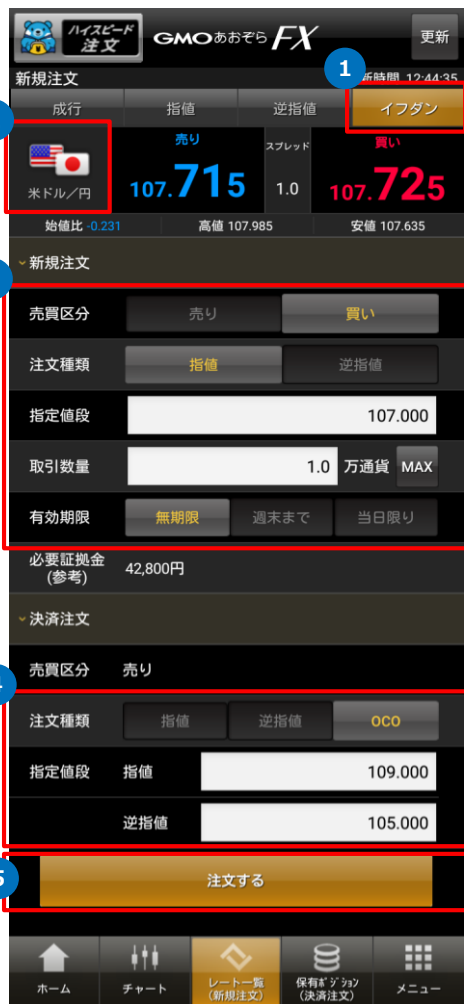 ハイスピード
注文
GMOあおぞらFX
更新
1
新規注文
新時間 12:44:35
成行 指値 逆指値 イフダン
売り スプレッド 買い
米ドル／円
107.715 1.0 107.725
始値比 -0.231 高値 107.985 安値 107.635
新規注文
売買区分 売り 買い
注文種類 指値 逆指値
指定値段 107.000
取引数量 1.0 万通貨 MAX
有効期限 無期限 週末まで 当日限り
必要証拠金
(参考)
42,800円
決済注文
売買区分 売り
4
注文種類 指値 逆指値 OCO
指定値段 指値 109.000
逆指値 105.000
5
注文する
ホーム チャート レート一覧
(新規注文) 保有ﾎﾟｼﾞｼｮﾝ
(決済注文) メニュー